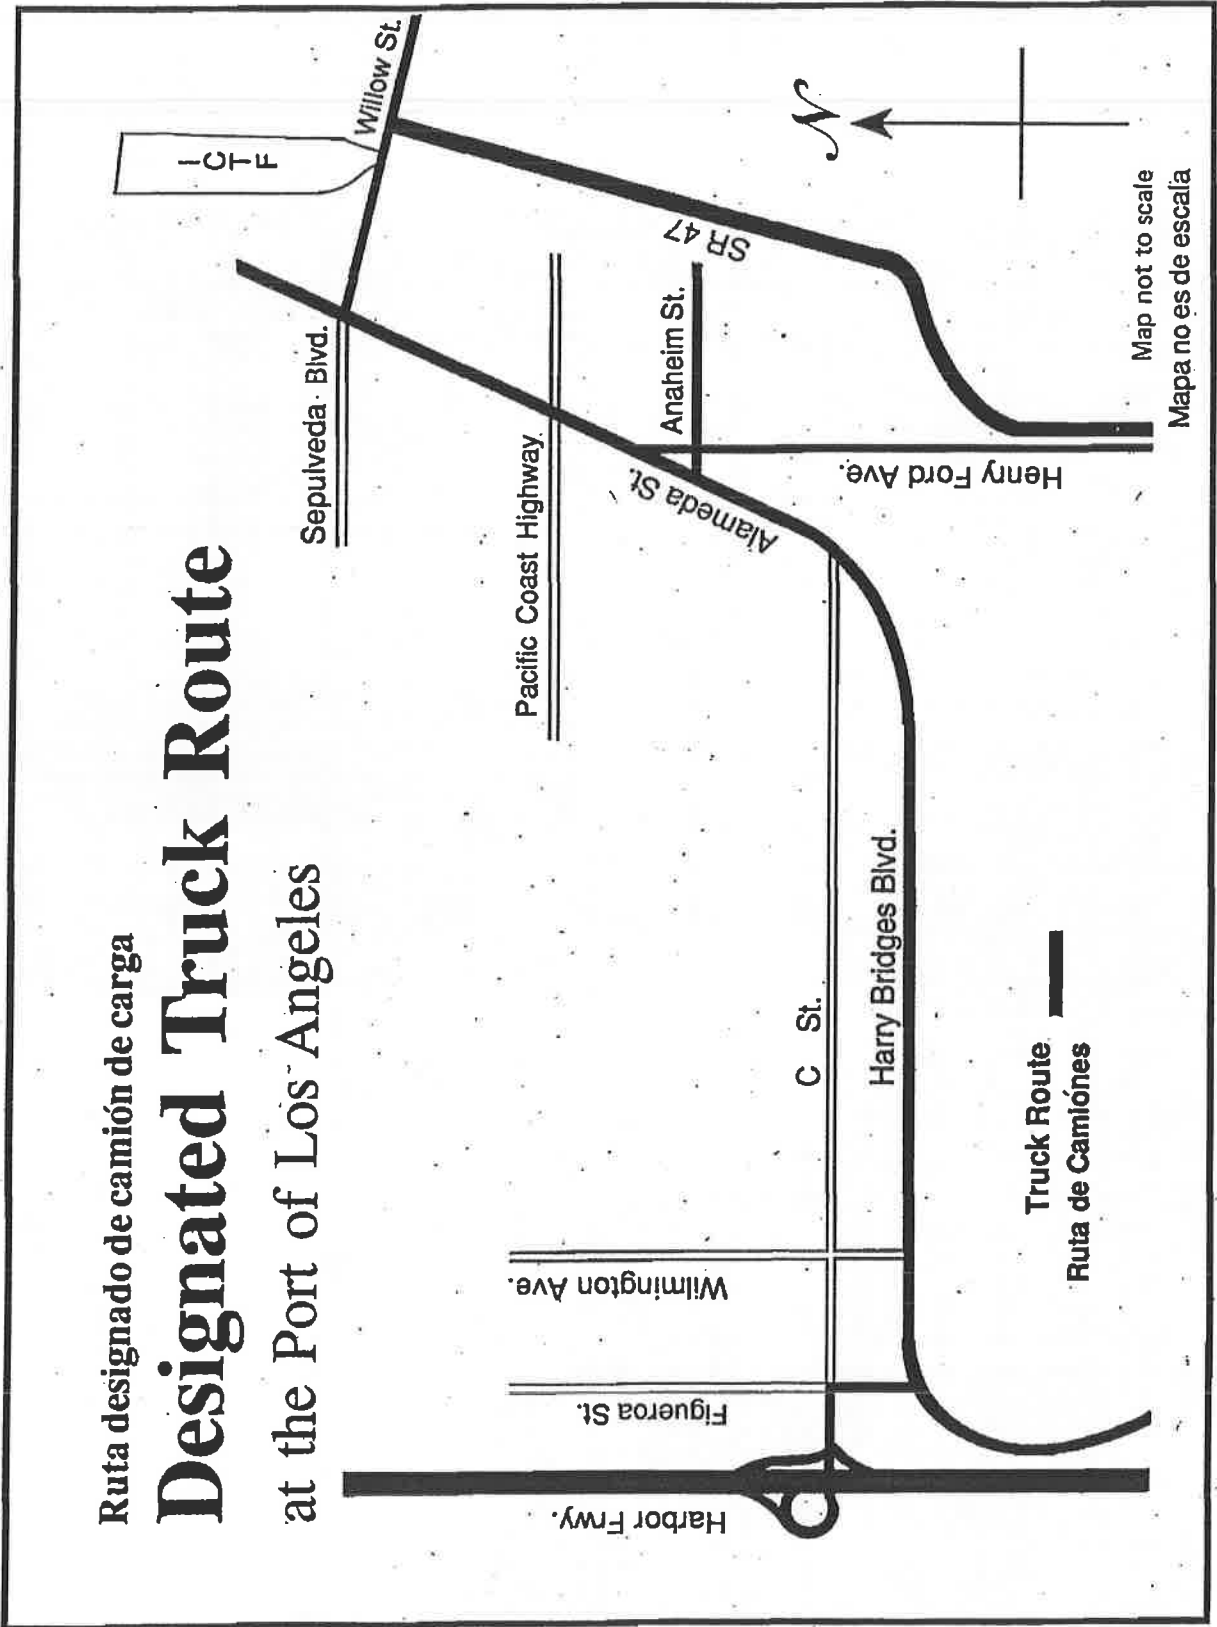 Ruta designado de camión de carga
Designated Truck Route
at the Port of Los Angeles
I
C
T
F
Willow St.
Sepulveda Blvd.
Pacific Coast Highway
SR 47
Anaheim St.
Alameda St.
Henry Ford Ave.
N
C St.
Harry Bridges Blvd.
Wilmington Ave.
Figueroa St.
Harbor Frwy.
Truck Route
Ruta de Camiónes
Map not to scale
Mapa no es de escala